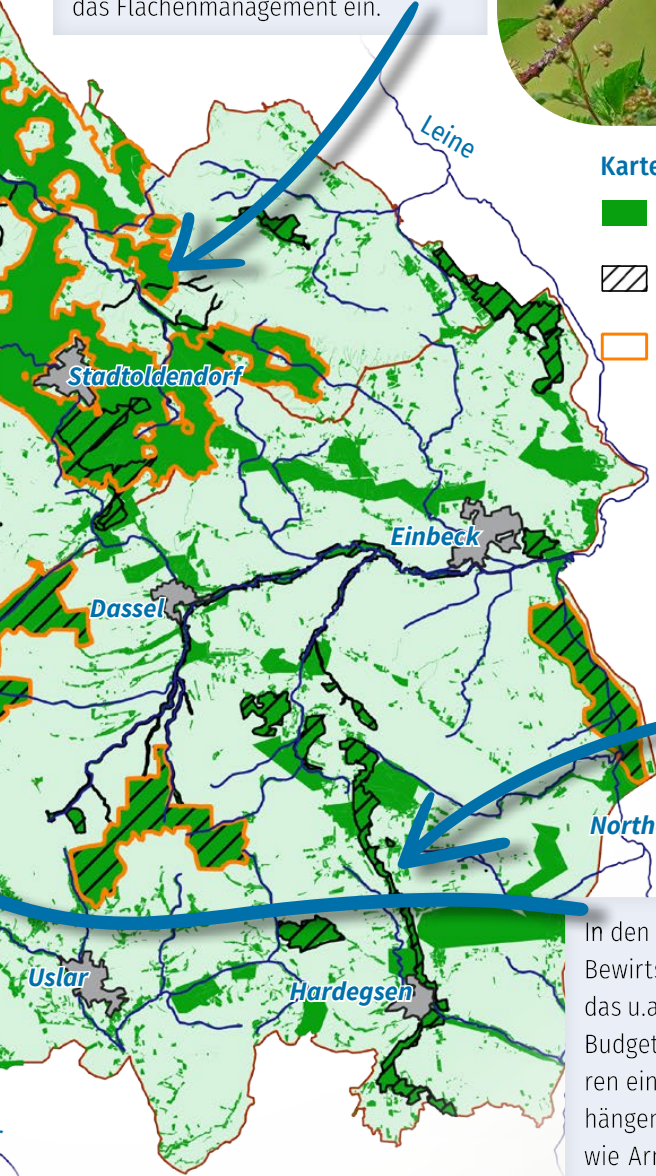 das Flächenmanagement ein.
Leine
Karte
Stadtoldendorf
Einbeck
Dassel
North
In den
Bewirts
das u.a
Uslar
Hardegsen
Budget
ren ein
hängen
wie Arn